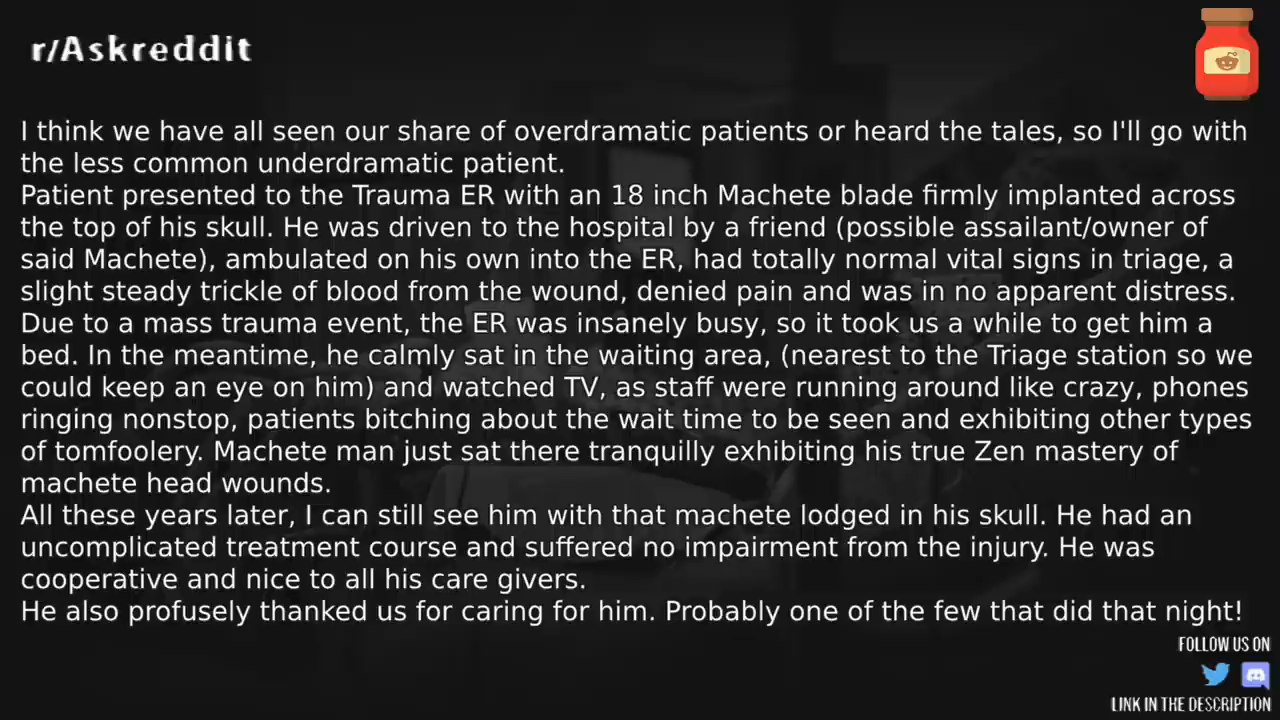 r/Askreddit
I think we have all seen our share of overdramatic patients or heard the tales, so I'll go with
the less common underdramatic patient.
Patient presented to the Trauma ER with an 18 inch Machete blade firmly implanted across
the top of his skull. He was driven to the hospital by a friend (possible assailant/owner of
said Machete), ambulated on his own into the ER, had totally normal vital signs in triage, a
slight steady trickle of blood from the wound, denied pain and was in no apparent distress.
Due to a mass trauma event, the ER was insanely busy, so it took us a while to get him a
bed. In the meantime, he calmly sat in the waiting area, (nearest to the Triage station so we
could keep an eye on him) and watched TV, as staff were running around like crazy, phones
ringing nonstop, patients bitching about the wait time to be seen and exhibiting other types
of tomfoolery. Machete man just sat there tranquilly exhibiting his true Zen mastery of
machete head wounds.
All these years later, I can still see him with that machete lodged in his skull. He had an
uncomplicated treatment course and suffered no impairment from the injury. He was
cooperative and nice to all his care givers.
He also profusely thanked us for caring for him. Probably one of the few that did that night!
FOLLOW US ON
LINK IN THE DESCRIPTION